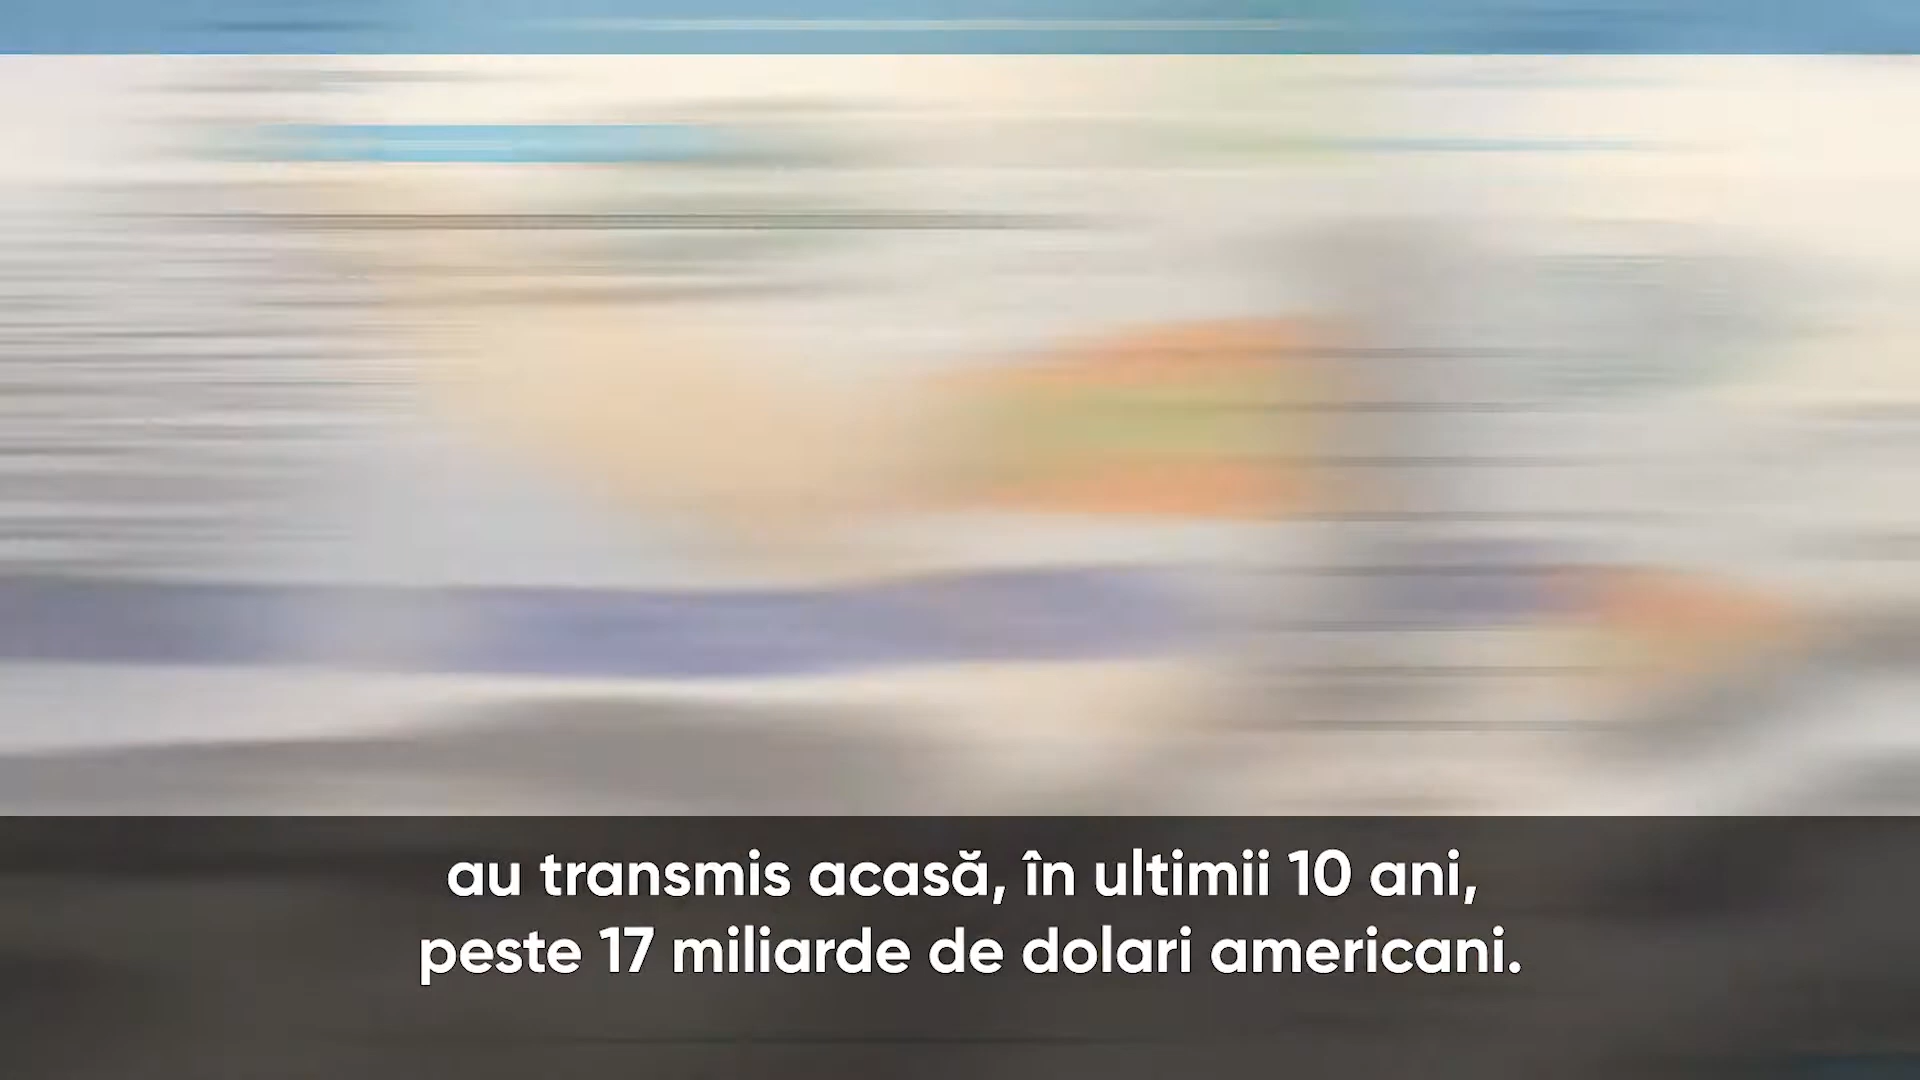 au transmis acasă, în ultimii 10 ani,
peste 17 miliarde de dolari americani.